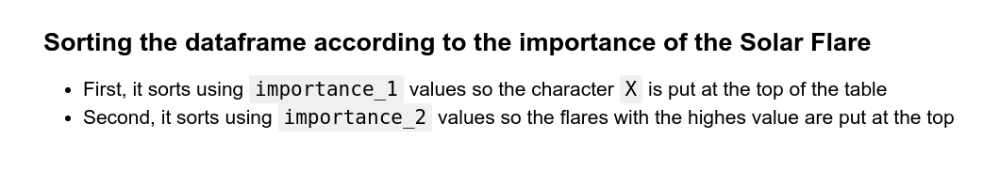 Sorting the dataframe according to the importance of the Solar Flare
• First, it sorts using importance_1 values so the character X is put at the top of the table
• Second, it sorts using importance_2 values so the flares with the highes value are put at the top